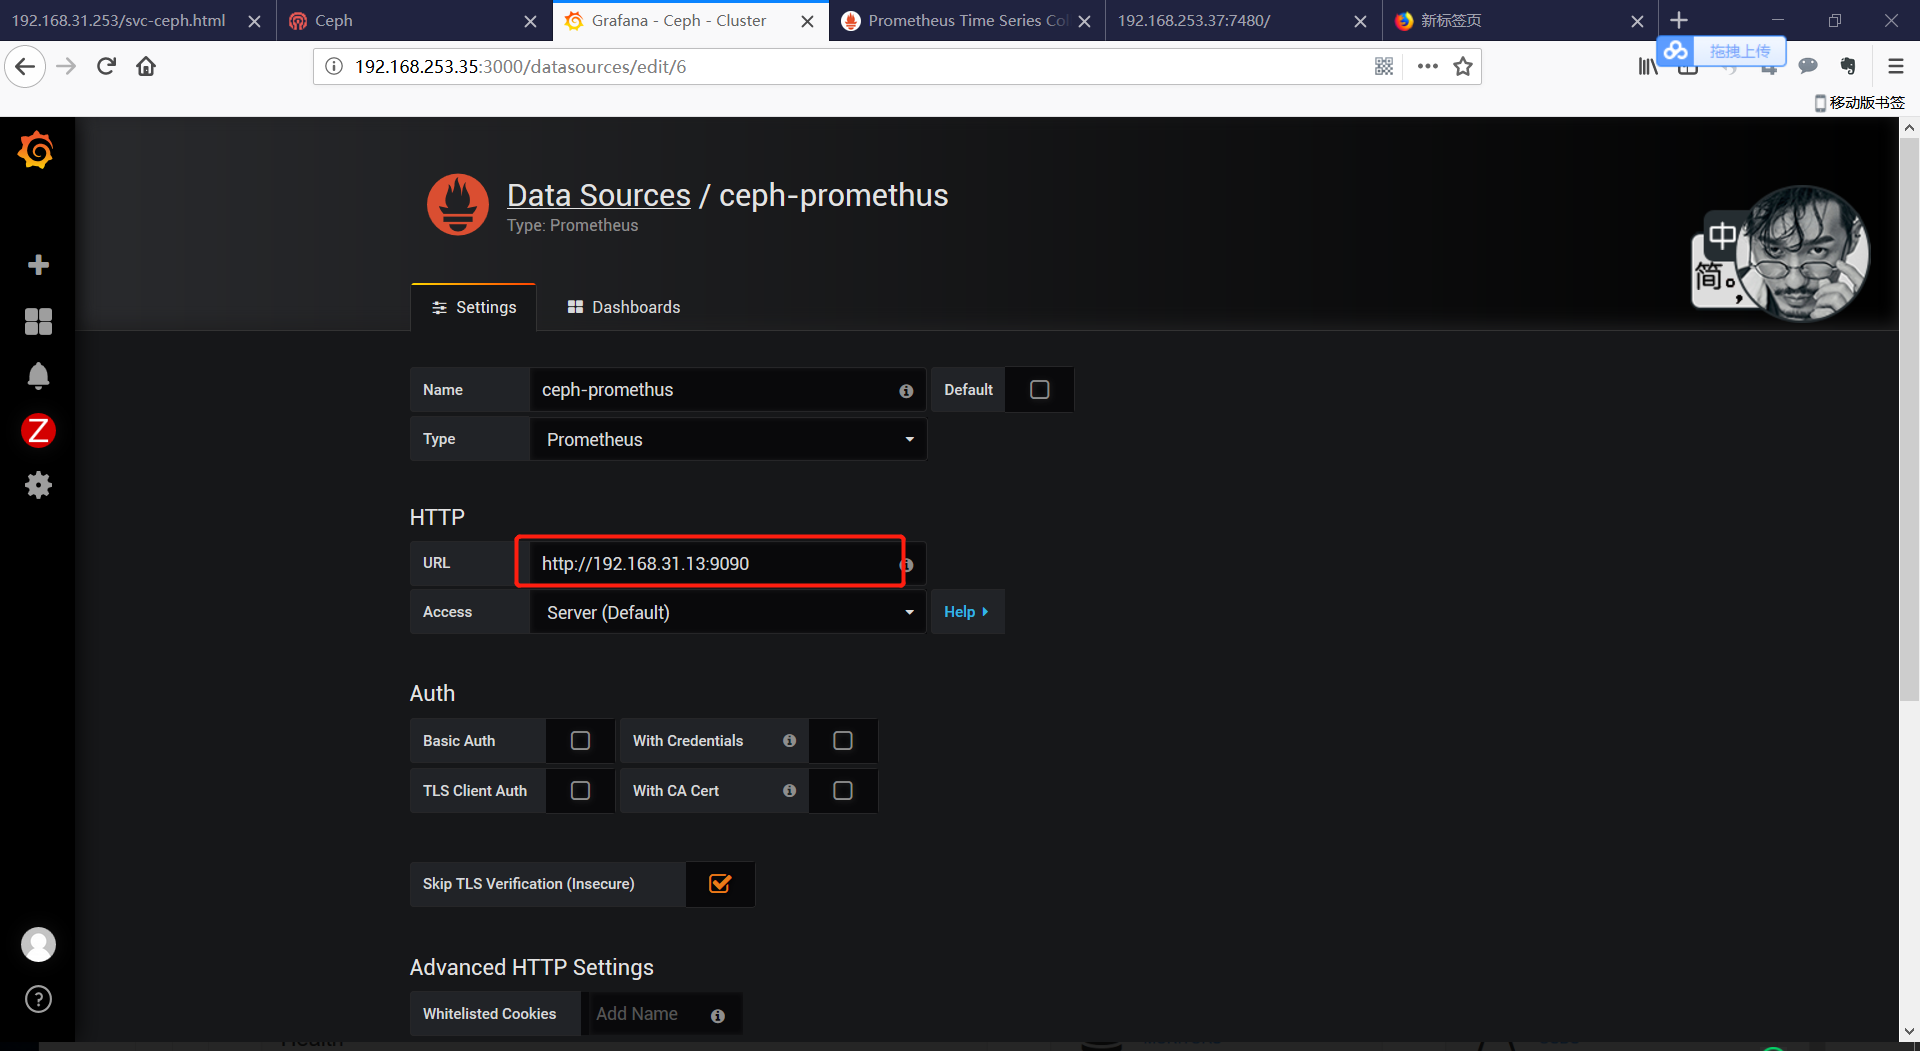 192.168.31.253/svc-ceph.html
Ceph
Grafana - Ceph - Cluster
Prometheus Time Series Col
192.168.253.37:7480/
新标签页
拖拽上传
192.168.253.35:3000/datasources/edit/6
移动版书签
Data Sources / ceph-promethus
Type: Prometheus
中
简。,
Settings
Dashboards
Name
ceph-promethus
Default
Type
Prometheus
HTTP
URL
http://192.168.31.13:9090
Access
Server (Default)
Help
Z
Auth
Basic Auth
With Credentials
TLS Client Auth
With CA Cert
Skip TLS Verification (Insecure)
Advanced HTTP Settings
Whitelisted Cookies
Add Name
Health